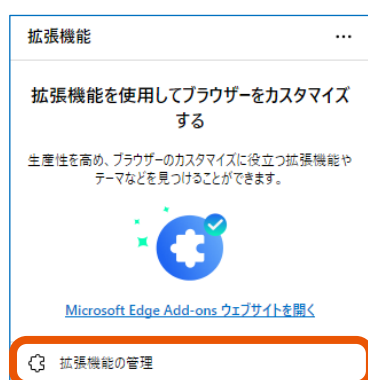 拡張機能
拡張機能を使用してブラウザーをカスタマイズ
する
生産性を高め、ブラウザーのカスタマイズに役立つ拡張機能や
テーマなどを見つけることができます。
Microsoft Edge Add-ons ウェブサイトを開く
拡張機能の管理